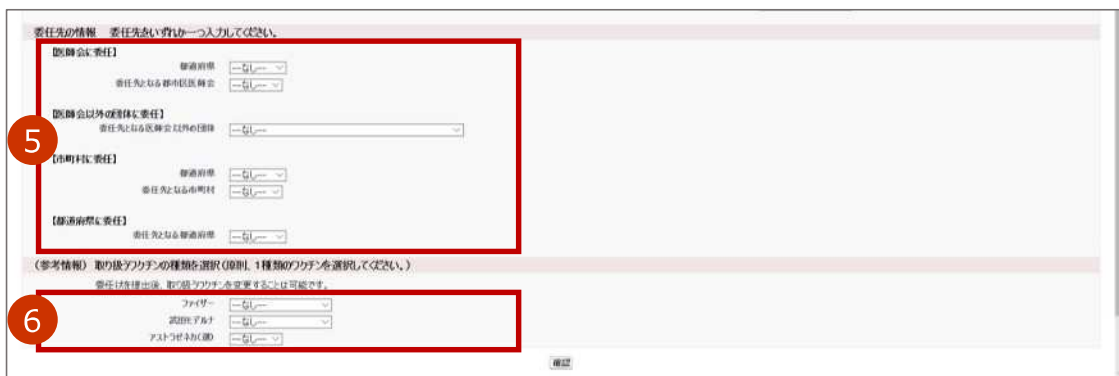 委任先の情報　委任先をいずれか一つ入力してください。
【医師会に委任】
都道府県 ---なし---
委任先となる都市区医師会 ---なし---
【医師会以外の団体に委任】
委任先となる医師会以外の団体 ---なし---
5
【市町村に委任】
都道府県 ---なし---
委任先となる市町村 ---なし---
【都道府県に委任】
委任先となる都道府県 ---なし---
（参考情報） 取り扱うワクチンの種類を選択（原則、1種類のワクチンを選択してください。）
委任状を提出後、取り扱うワクチンを変更することは可能です。
ファイザー ---なし---
6
武田モデルナ ---なし---
アストラゼネカ ---なし---
確認